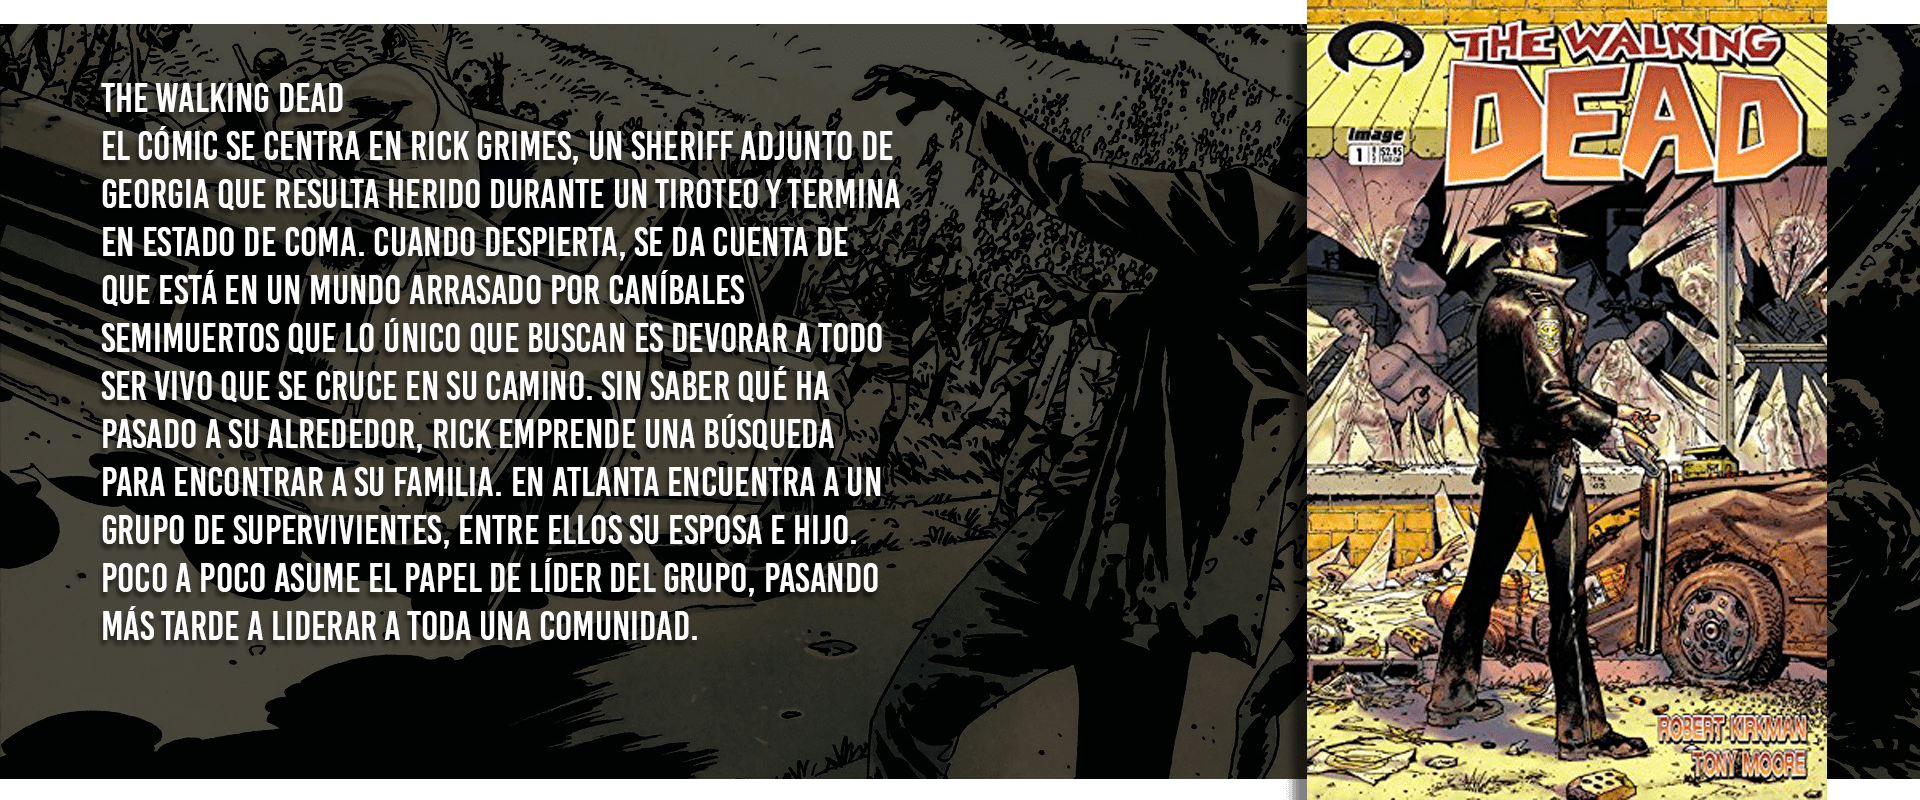 THE WALKING DEAD
EL CÓMIC SE CENTRA EN RICK GRIMES, UN SHERIFF ADJUNTO DE
GEORGIA QUE RESULTA HERIDO DURANTE UN TIROTEO Y TERMINA
EN ESTADO DE COMA. CUANDO DESPIERTA, SE DA CUENTA DE
QUE ESTÁ EN UN MUNDO ARRASADO POR CANÍBALES
SEMIMUERTOS QUE LO ÚNICO QUE BUSCAN ES DEVORAR A TODO
SER VIVO QUE SE CRUCE EN SU CAMINO. SIN SABER QUÉ HA
PASADO A SU ALREDEDOR, RICK EMPRENDE UNA BÚSQUEDA
PARA ENCONTRAR A SU FAMILIA. EN ATLANTA ENCUENTRA A UN
GRUPO DE SUPERVIVIENTES, ENTRE ELLOS SU ESPOSA E HIJO.
POCO A POCO ASUME EL PAPEL DE LÍDER DEL GRUPO, PASANDO
MÁS TARDE A LIDERAR A TODA UNA COMUNIDAD.
THE WALKING
DEAD
image
1 $2.95
ROBERT KIRKMAN
TONY MOORE